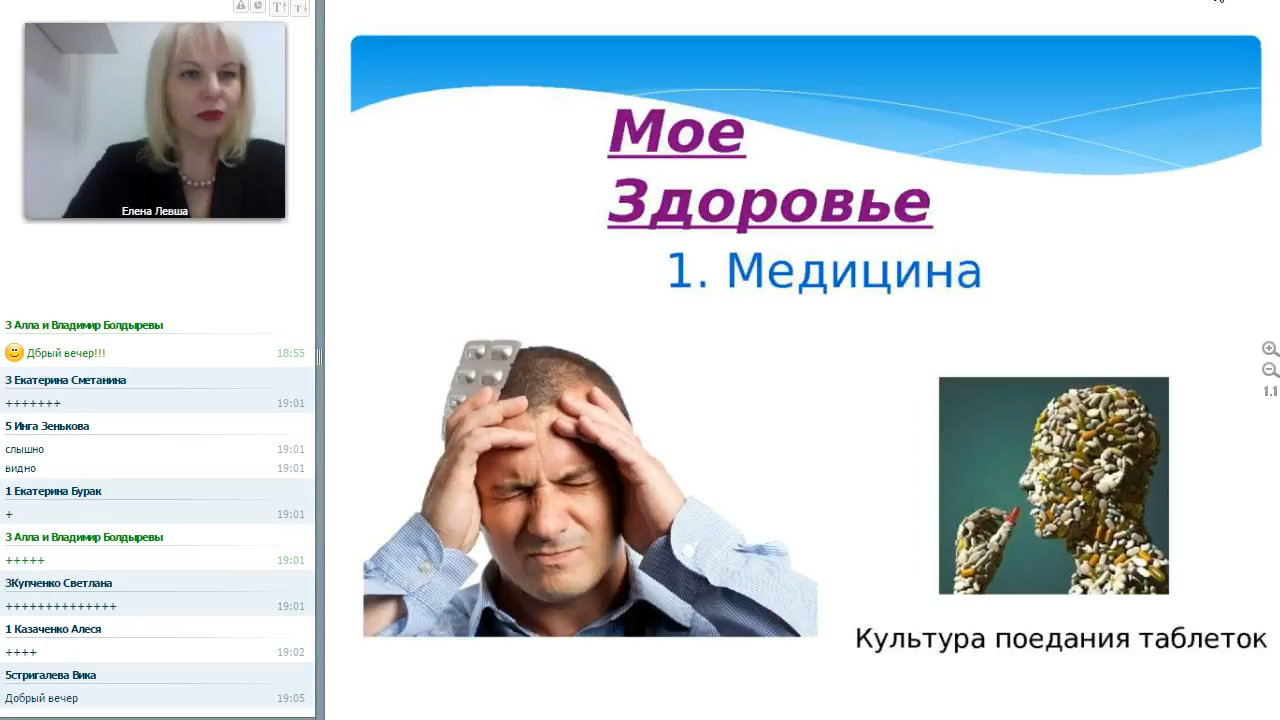 Елена Левша
3 Алла и Владимир Болдыревы
Дбрый вечер!!! 18:55
3 Екатерина Сметанина
+++++++ 19:01
5 Инга Зенькова
слышно 19:01
видно 19:01
1 Екатерина Бурак
+ 19:01
3 Алла и Владимир Болдыревы
+++++ 19:01
3Купченко Светлана
++++++++++++++ 19:01
1 Казаченко Алеся
++++ 19:02
5стригалева Вика
Добрый вечер 19:05
Мое
Здоровье
1. Медицина
Культура поедания таблеток
1.1